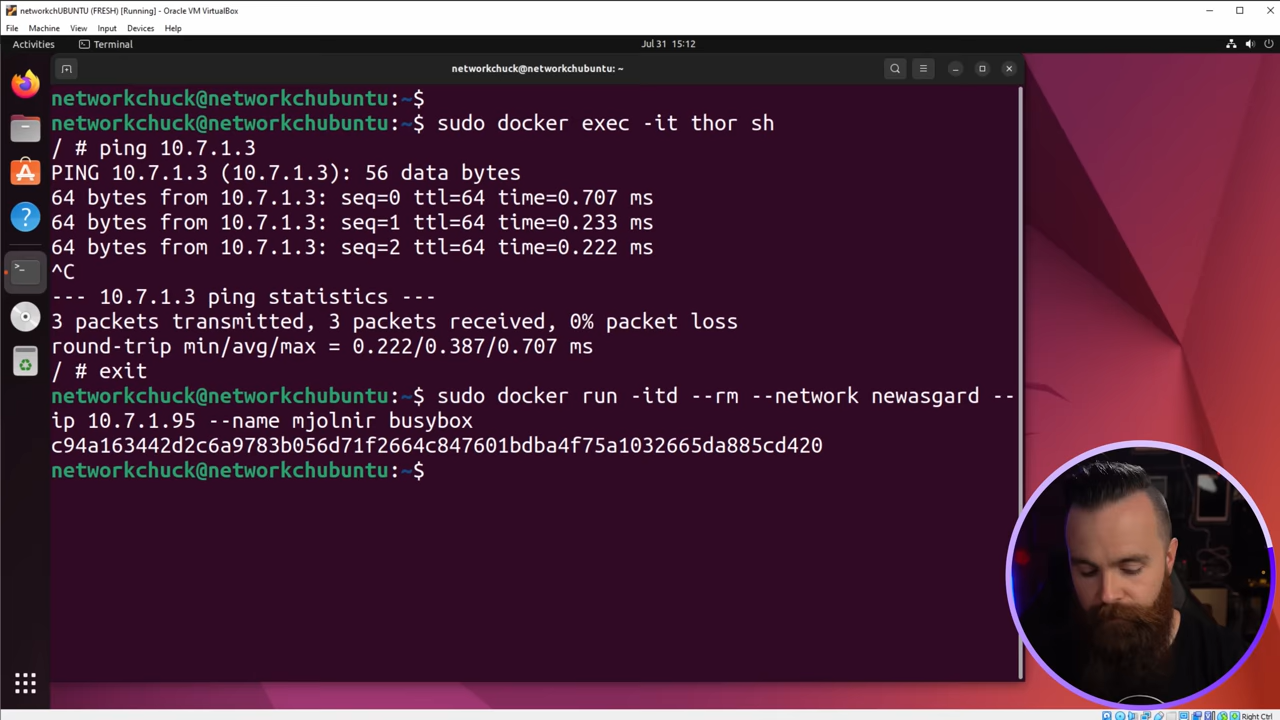 networkchUBUNTU (FRESH) [Running] - Oracle VM VirtualBox
File Machine View Input Devices Help
Activities Terminal Jul 31 15:12
networkchuck@networkchubuntu: ~
networkchuck@networkchubuntu:~$
networkchuck@networkchubuntu:~$ sudo docker exec -it thor sh
/ # ping 10.7.1.3
PING 10.7.1.3 (10.7.1.3): 56 data bytes
64 bytes from 10.7.1.3: seq=0 ttl=64 time=0.707 ms
64 bytes from 10.7.1.3: seq=1 ttl=64 time=0.233 ms
64 bytes from 10.7.1.3: seq=2 ttl=64 time=0.222 ms
^C
--- 10.7.1.3 ping statistics ---
3 packets transmitted, 3 packets received, 0% packet loss
round-trip min/avg/max = 0.222/0.387/0.707 ms
/ # exit
networkchuck@networkchubuntu:~$ sudo docker run -itd --rm --network newasgard --
ip 10.7.1.95 --name mjolnir busybox
c94a163442d2c6a9783b056d71f2664c847601bdba4f75a1032665da885cd420
networkchuck@networkchubuntu:~$
Right Ctrl